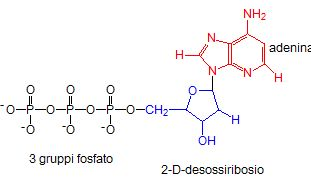 NH2
adenina
N
N
H
N
N
H
O O O
-O-P-O-P-O-P-O-CH2
O
O- O- O-
H
OH
3 gruppi fosfato
2-D-desossiribosio